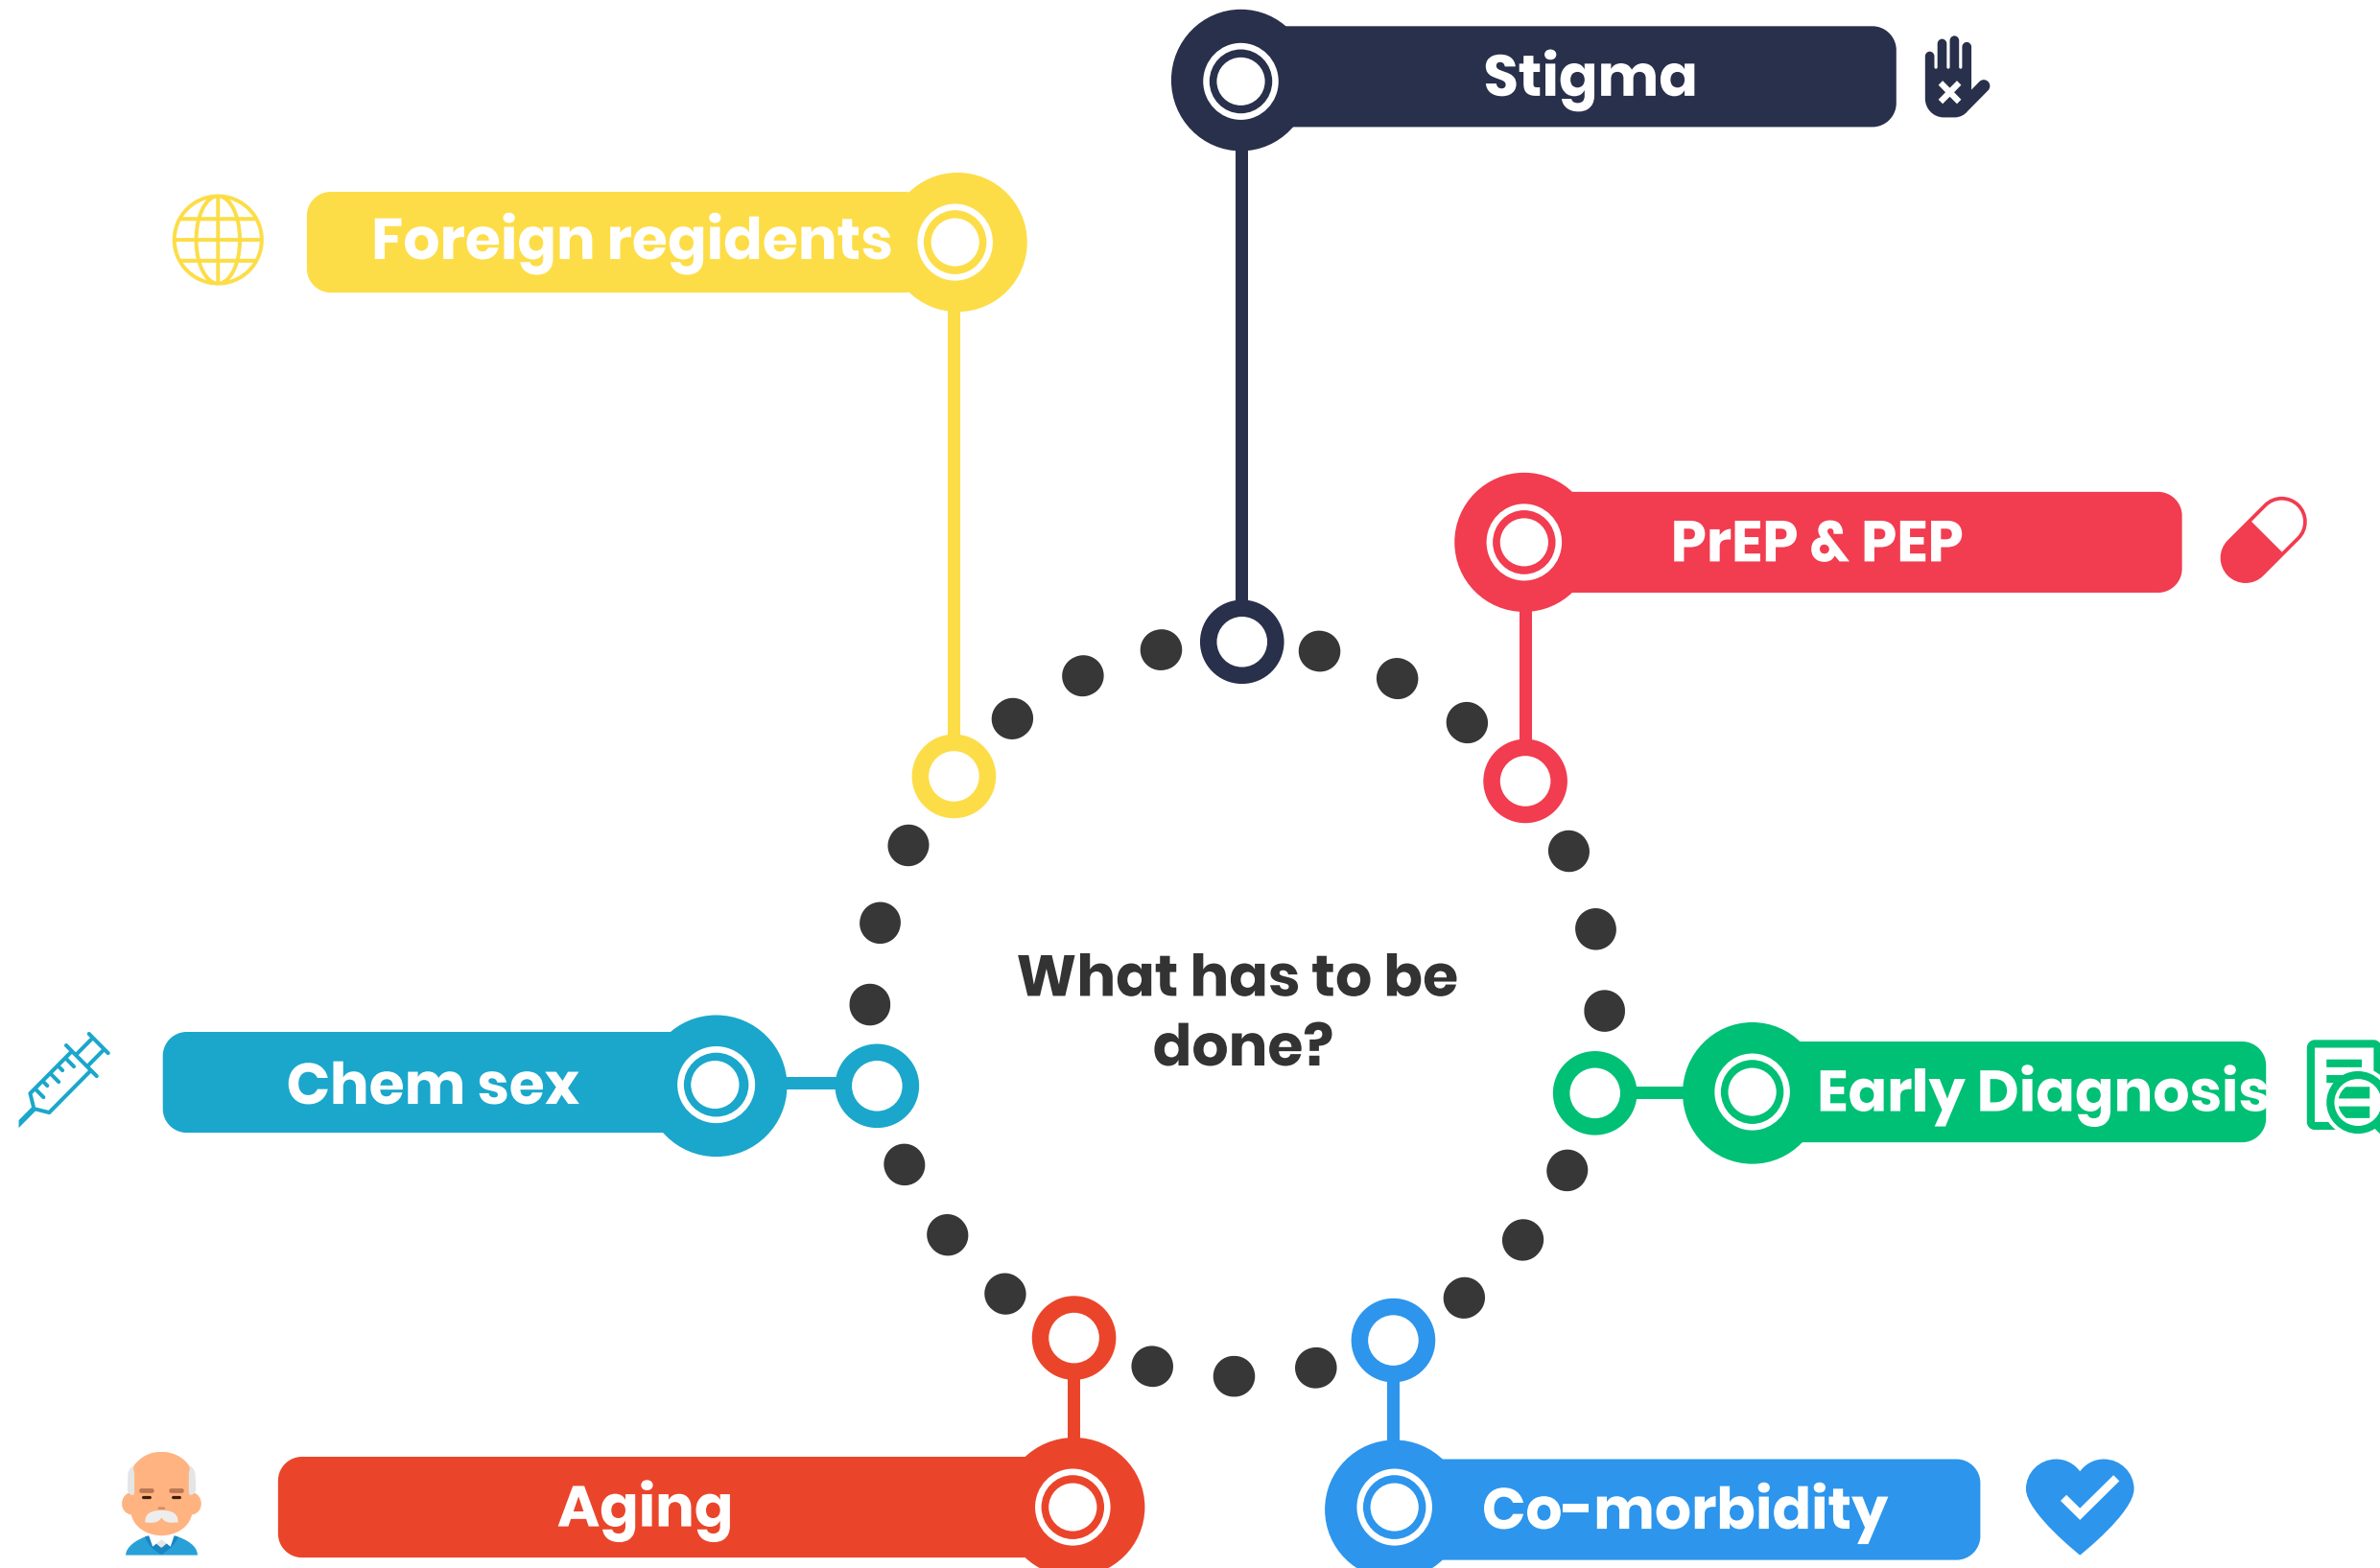 Stigma
Foreign regidents
PrEP & PEP
What has to be
done?
Chem sex
Early Diagnosis
Aging
Co-morbidity